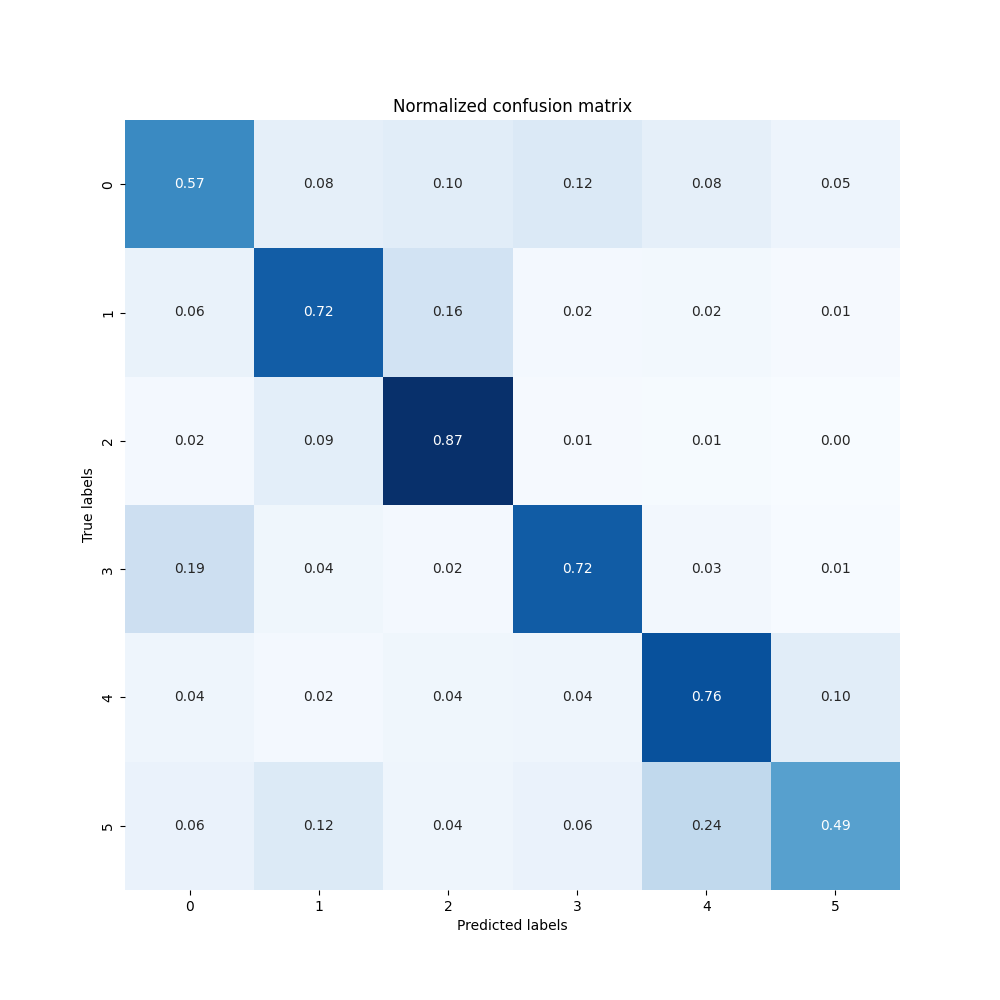 Normalized confusion matrix
0 0.57 0.08 0.10 0.12 0.08 0.05
1 0.06 0.72 0.16 0.02 0.02 0.01
2 0.02 0.09 0.87 0.01 0.01 0.00
True labels
3 0.19 0.04 0.02 0.72 0.03 0.01
4 0.04 0.02 0.04 0.04 0.76 0.10
5 0.06 0.12 0.04 0.06 0.24 0.49
0 1 2 3 4 5
Predicted labels